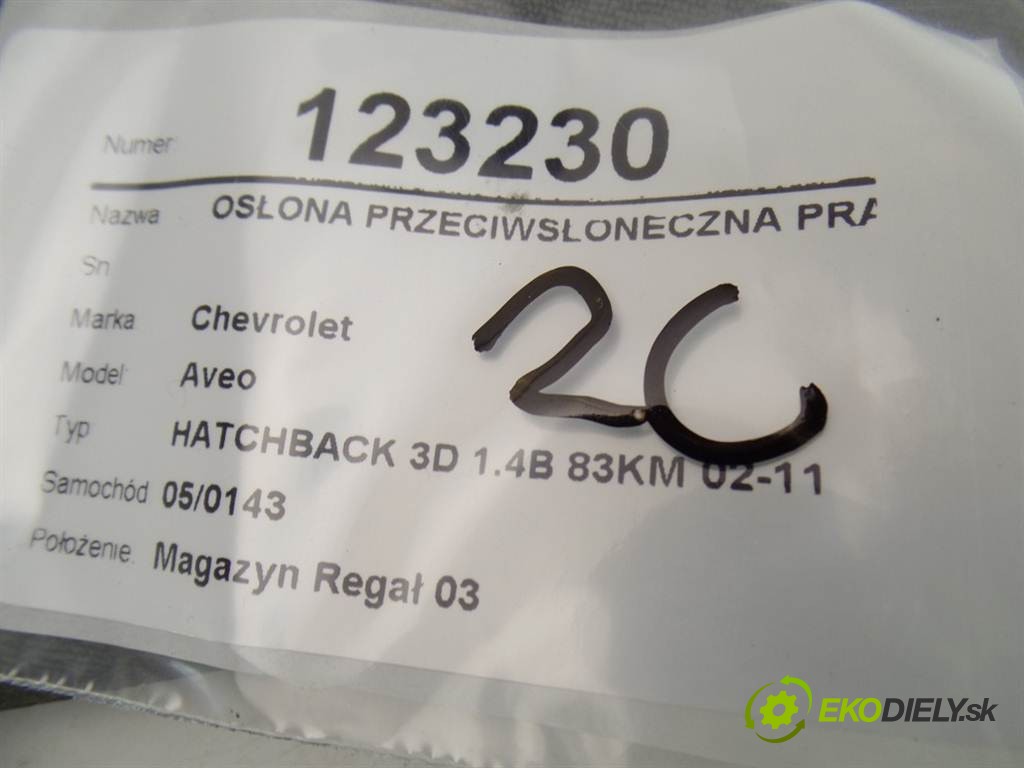 Numer: 123230
Nazwa OSŁONA PRZECIWSŁONECZNA PRA
Sn
Marka Chevrolet
Model: Aveo
Typ: HATCHBACK 3D 1.4B 83KM 02-11
Samochód 05/0143
Położenie: Magazyn Regał 03
2C
EKODIELY.sk